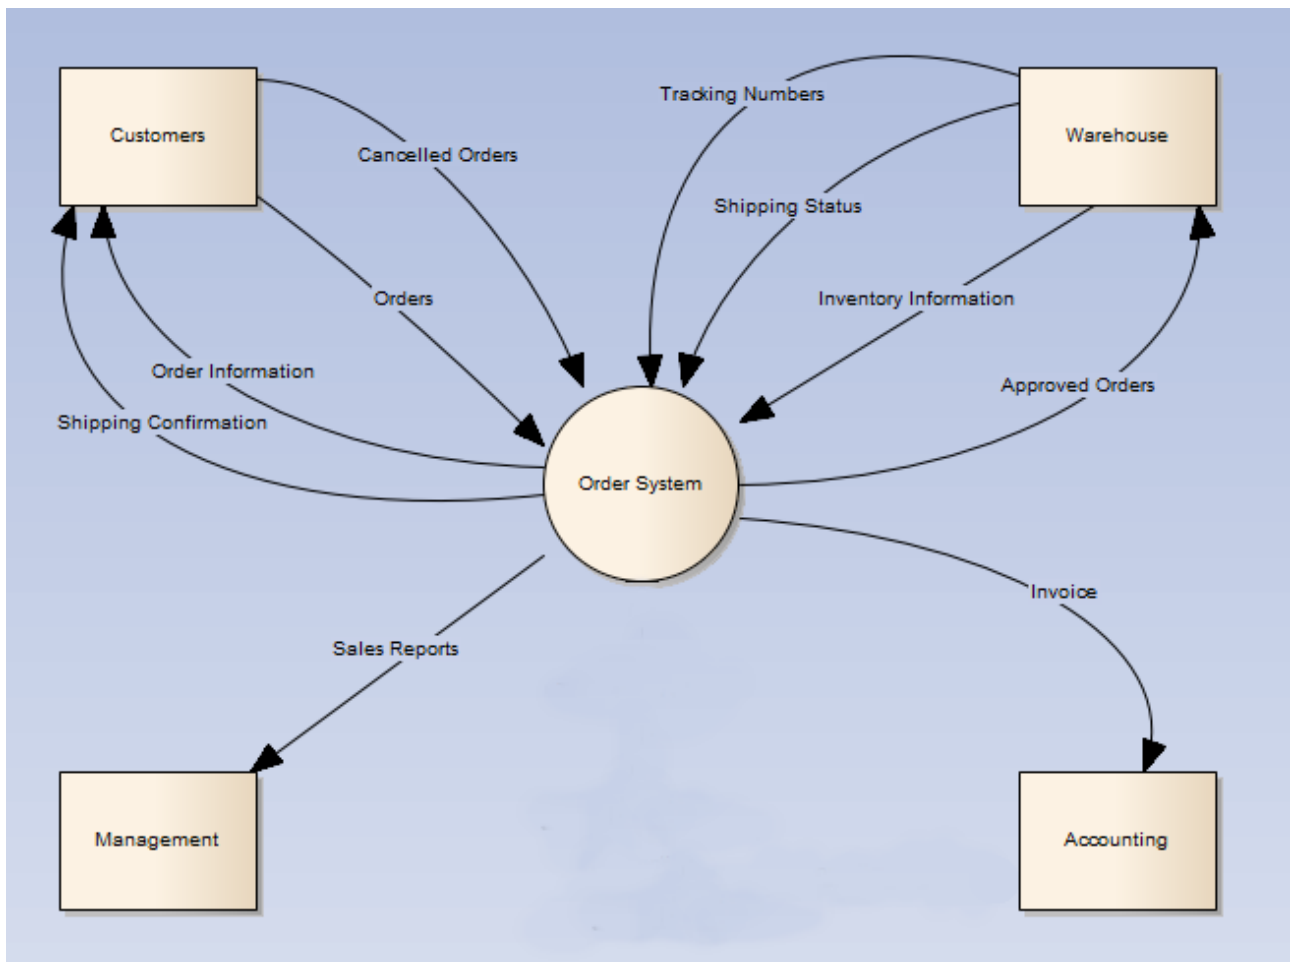 Tracking Numbers
Customers
Warehouse
Cancelled Orders
Shipping Status
Orders
Inventory Information
Order Information
Approved Orders
Shipping Confirmation
Order System
Invoice
Sales Reports
Management
Accounting